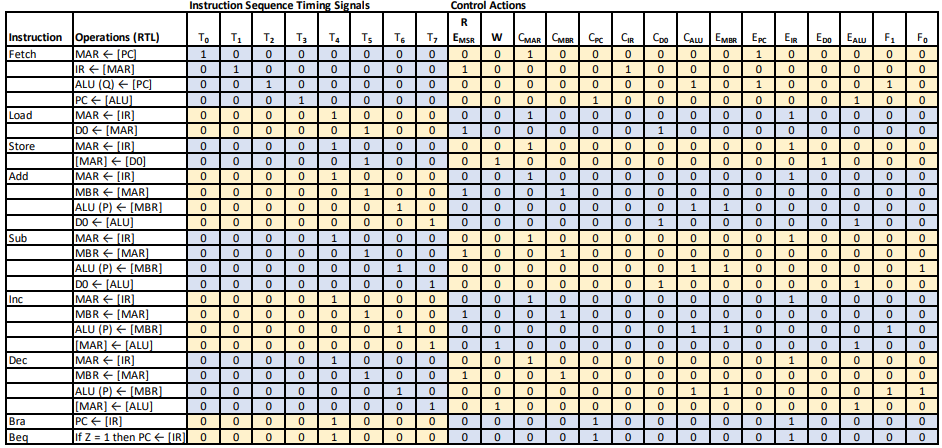 Instruction Sequence Timing Signals Control Actions
R
Instruction Operations (RTL) T0 T1 T2 T3 T4 T5 T6 T7 EMSR W CMAR CMBR CPC CIR CD0 CALU EMBR EPC EIR ED0 EALU F1 F0
Fetch MAR ← [PC] 1 0 0 0 0 0 0 0 0 0 1 0 0 0 0 0 0 1 0 0 0 0 0
IR ← [MAR] 0 1 0 0 0 0 0 0 1 0 0 0 0 1 0 0 0 0 0 0 0 0 0
ALU (Q) ← [PC] 0 0 1 0 0 0 0 0 0 0 0 0 0 0 0 1 0 1 0 0 0 1 0
PC ← [ALU] 0 0 0 1 0 0 0 0 0 0 0 0 1 0 0 0 0 0 0 0 1 0 0
Load MAR ← [IR] 0 0 0 0 1 0 0 0 0 0 1 0 0 0 0 0 0 0 1 0 0 0 0
D0 ← [MAR] 0 0 0 0 0 1 0 0 1 0 0 0 0 0 1 0 0 0 0 0 0 0 0
Store MAR ← [IR] 0 0 0 0 1 0 0 0 0 0 1 0 0 0 0 0 0 0 1 0 0 0 0
[MAR] ← [D0] 0 0 0 0 0 1 0 0 0 1 0 0 0 0 0 0 0 0 0 1 0 0 0
Add MAR ← [IR] 0 0 0 0 1 0 0 0 0 0 1 0 0 0 0 0 0 0 1 0 0 0 0
MBR ← [MAR] 0 0 0 0 0 1 0 0 1 0 0 1 0 0 0 0 0 0 0 0 0 0 0
ALU (P) ← [MBR] 0 0 0 0 0 0 1 0 0 0 0 0 0 0 0 1 1 0 0 0 0 0 0
D0 ← [ALU] 0 0 0 0 0 0 0 1 0 0 0 0 0 0 1 0 0 0 0 0 1 0 0
Sub MAR ← [IR] 0 0 0 0 1 0 0 0 0 0 1 0 0 0 0 0 0 0 1 0 0 0 0
MBR ← [MAR] 0 0 0 0 0 1 0 0 1 0 0 1 0 0 0 0 0 0 0 0 0 0 0
ALU (P) ← [MBR] 0 0 0 0 0 0 1 0 0 0 0 0 0 0 0 1 1 0 0 0 0 0 1
D0 ← [ALU] 0 0 0 0 0 0 0 1 0 0 0 0 0 0 1 0 0 0 0 0 1 0 0
Inc MAR ← [IR] 0 0 0 0 1 0 0 0 0 0 1 0 0 0 0 0 0 0 1 0 0 0 0
MBR ← [MAR] 0 0 0 0 0 1 0 0 1 0 0 1 0 0 0 0 0 0 0 0 0 0 0
ALU (P) ← [MBR] 0 0 0 0 0 0 1 0 0 0 0 0 0 0 0 1 1 0 0 0 0 1 0
[MAR] ← [ALU] 0 0 0 0 0 0 0 1 0 1 0 0 0 0 0 0 0 0 0 0 1 0 0
Dec MAR ← [IR] 0 0 0 0 1 0 0 0 0 0 1 0 0 0 0 0 0 0 1 0 0 0 0
MBR ← [MAR] 0 0 0 0 0 1 0 0 1 0 0 1 0 0 0 0 0 0 0 0 0 0 0
ALU (P) ← [MBR] 0 0 0 0 0 0 1 0 0 0 0 0 0 0 0 1 1 0 0 0 0 1 1
[MAR] ← [ALU] 0 0 0 0 0 0 0 1 0 1 0 0 0 0 0 0 0 0 0 0 1 0 0
Bra PC ← [IR] 0 0 0 0 1 0 0 0 0 0 0 0 1 0 0 0 0 0 1 0 0 0 0
Beq If Z = 1 then PC ← [IR] 0 0 0 0 1 0 0 0 0 0 0 0 1 0 0 0 0 0 1 0 0 0 0